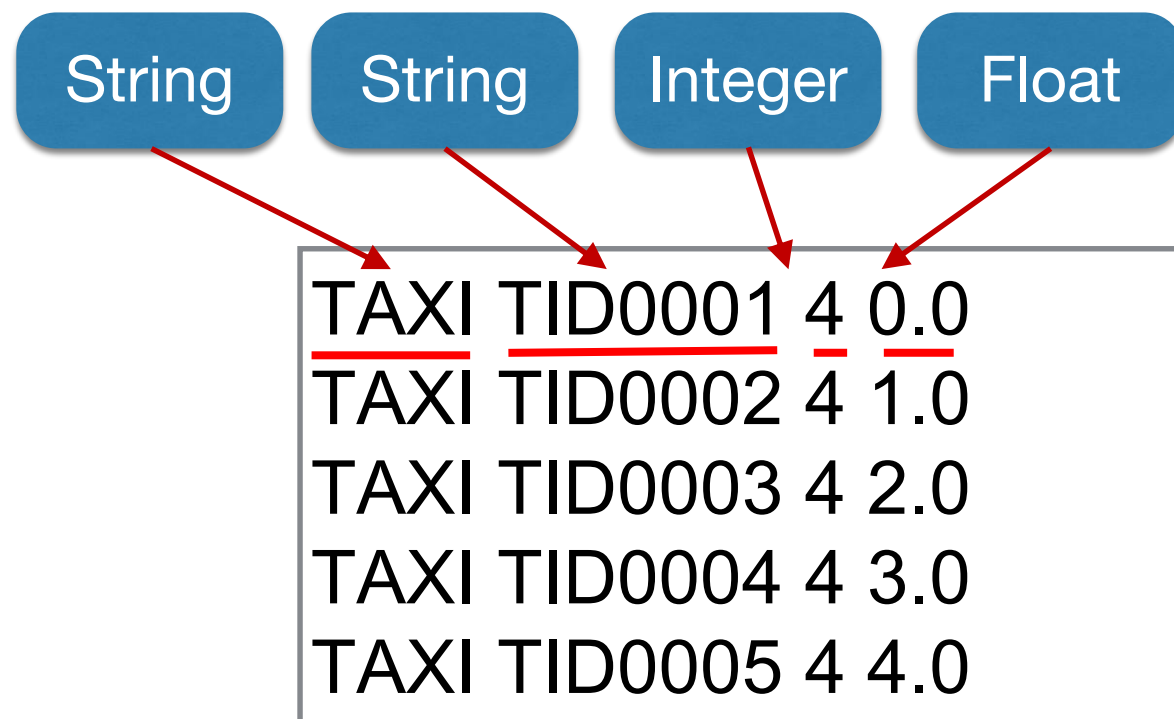 String String Integer Float
TAXI TID0001 4 0.0
TAXI TID0002 4 1.0
TAXI TID0003 4 2.0
TAXI TID0004 4 3.0
TAXI TID0005 4 4.0